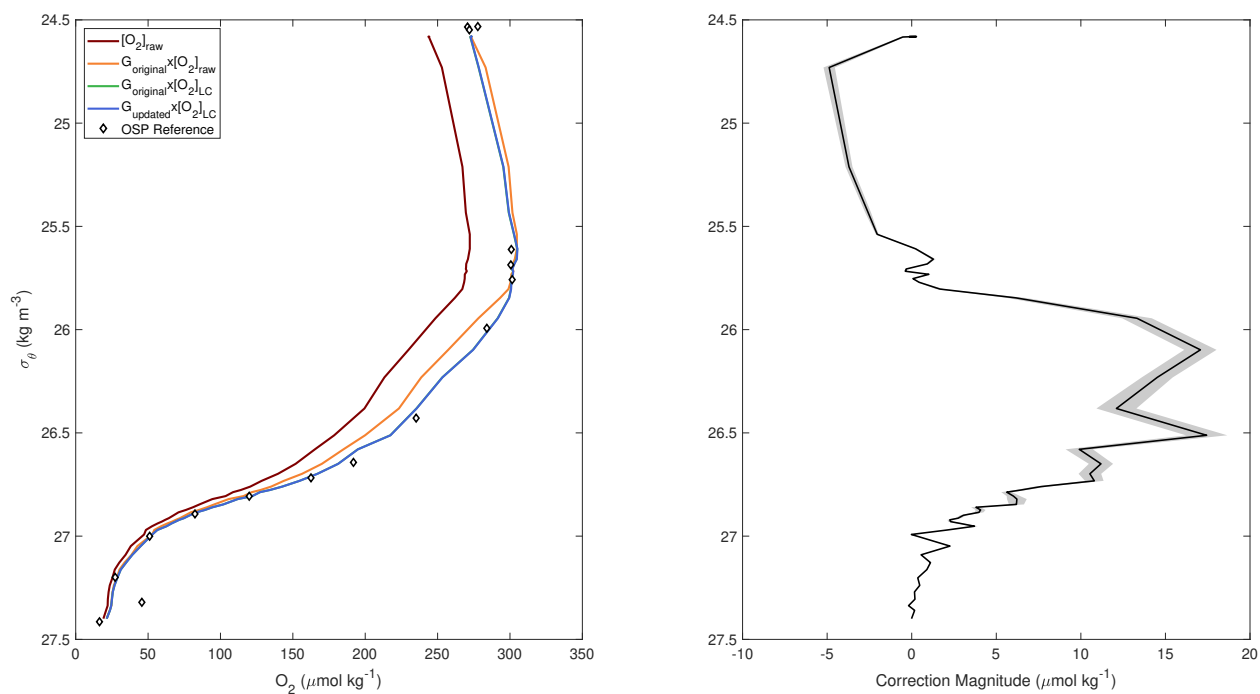 24.5
25
25.5
26
26.5
27
27.5
σθ (kg m-3)
[O2]raw
Goriginalx[O2]raw
Goriginalx[O2]LC
Gupdatedx[O2]LC
OSP Reference
0 50 100 150 200 250 300 350
O2 (μmol kg-1)
24.5
25
25.5
26
26.5
27
27.5
-10 -5 0 5 10 15 20
Correction Magnitude (μmol kg-1)